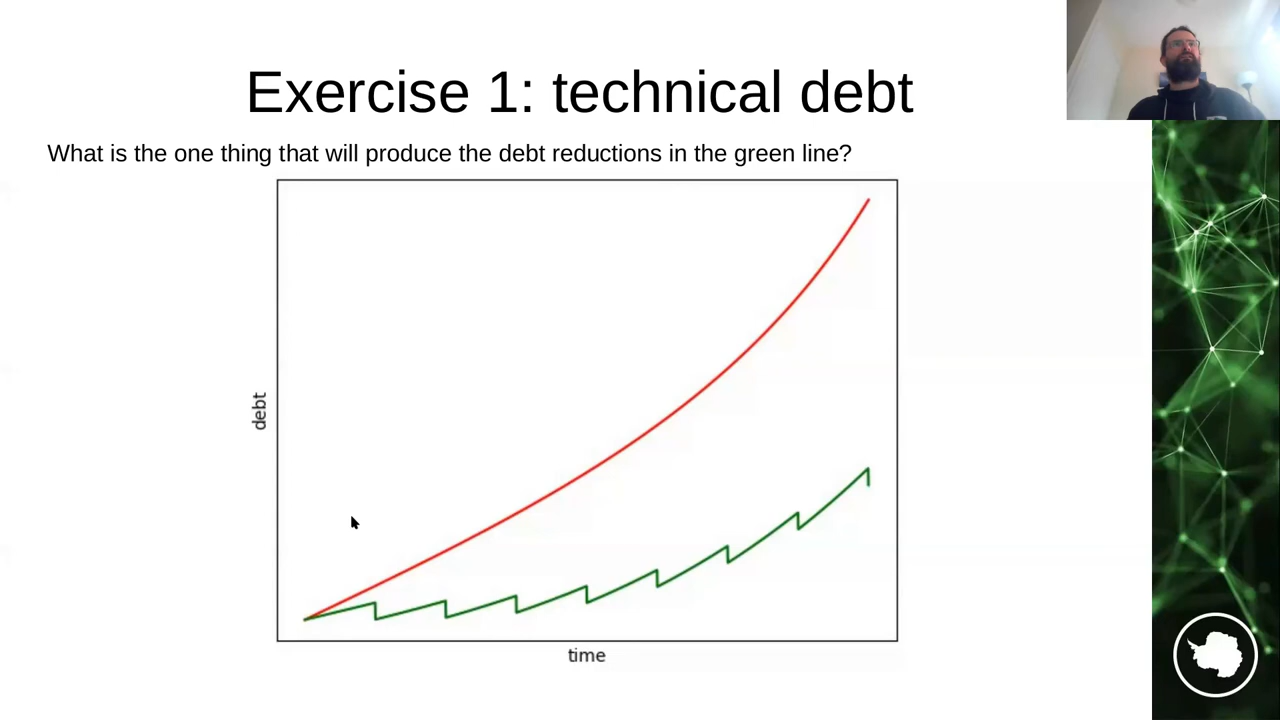 Exercise 1: technical debt
What is the one thing that will produce the debt reductions in the green line?
debt
time